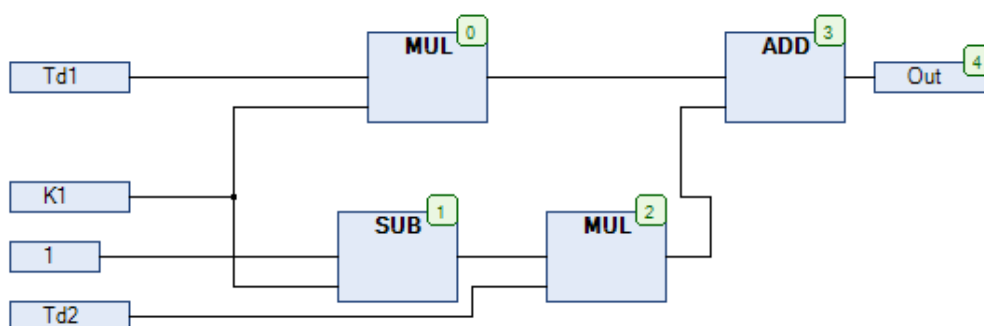 MUL 0
ADD 3
Td1
Out 4
K1
SUB 1
MUL 2
1
Td2